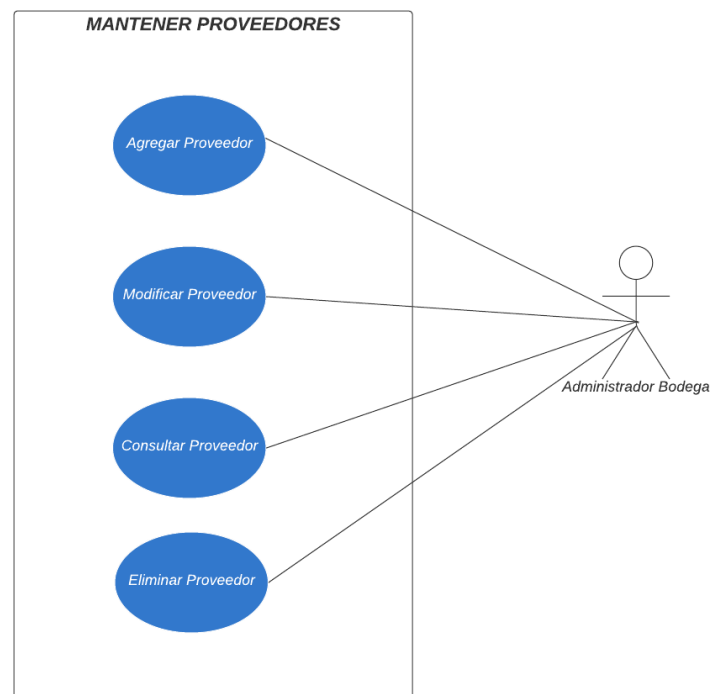 MANTENER PROVEEDORES
Agregar Proveedor
Modificar Proveedor
Administrador Bodega
Consultar Proveedor
Eliminar Proveedor